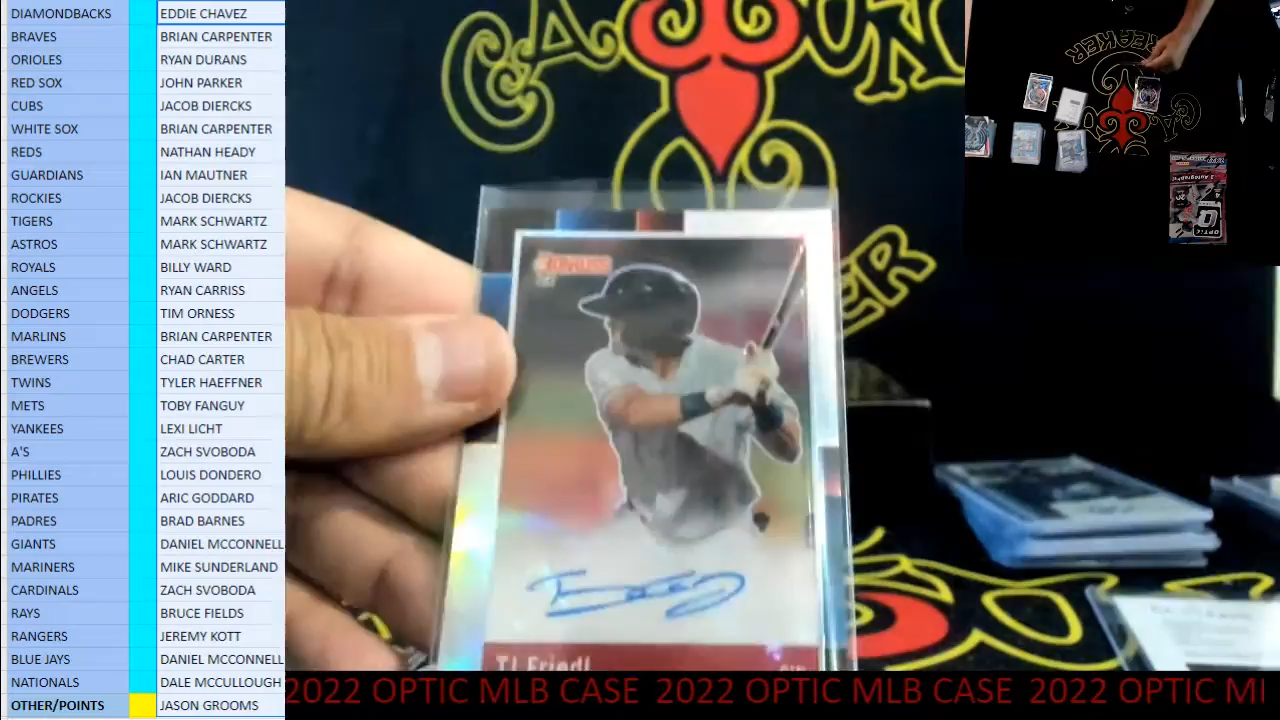 DIAMONDBACKS EDDIE CHAVEZ
BRAVES BRIAN CARPENTER
ORIOLES RYAN DURANS
RED SOX JOHN PARKER
CUBS JACOB DIERCKS
WHITE SOX BRIAN CARPENTER
REDS NATHAN HEADY
GUARDIANS IAN MAUTNER
ROCKIES JACOB DIERCKS
TIGERS MARK SCHWARTZ
ASTROS MARK SCHWARTZ
ROYALS BILLY WARD
ANGELS RYAN CARRISS
DODGERS TIM ORNESS
MARLINS BRIAN CARPENTER
BREWERS CHAD CARTER
TWINS TYLER HAEFFNER
METS TOBY FANGUY
YANKEES LEXI LICHT
A'S ZACH SVOBODA
PHILLIES LOUIS DONDERO
PIRATES ARIC GODDARD
PADRES BRAD BARNES
GIANTS DANIEL MCCONNELL
MARINERS MIKE SUNDERLAND
CARDINALS ZACH SVOBODA
RAYS BRUCE FIELDS
RANGERS JEREMY KOTT
BLUE JAYS DANIEL MCCONNELL
NATIONALS DALE MCCULLOUGH
OTHER/POINTS JASON GROOMS
DONRUSS
TJ Friedl
BREAKER
OPTIC
2022 OPTIC MLB CASE 2022 OPTIC MLB CASE 2022 OPTIC M